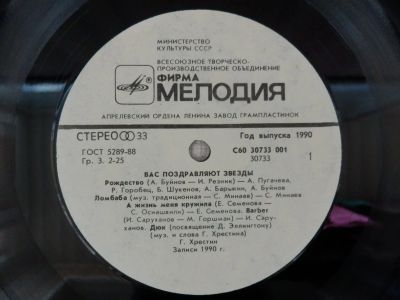 МИНИСТЕРСТВО
КУЛЬТУРЫ СССР
ВСЕСОЮЗНОЕ ТВОРЧЕСКО-
ПРОИЗВОДСТВЕННОЕ ОБЪЕДИНЕНИЕ
ФИРМА
МЕЛОДИЯ
АПРЕЛЕВСКИЙ ОРДЕНА ЛЕНИНА ЗАВОД ГРАМПЛАСТИНОК
СТЕРЕО 33
Год выпуска 1990
ГОСТ 5289-88
С60 30733 001
Гр. 3. 2-25
30733
1
ВАС ПОЗДРАВЛЯЮТ ЗВЕЗДЫ
Рождество (А. Буйнов — И. Резник) — А. Пугачева,
Р. Горобец, Б. Шукенов, А. Барыкин, А. Буйнов
Ломбаба (муз. традиционная — С. Минаев) — С. Минаев
А жизнь меня кружила (Е. Семенова —
С. Осиашвили) — Е. Семенова. Barber
(И. Саруханов — М. Горшман) — И. Сару-
ханов. Дюк (посвящение Д. Эллингтону)
(муз. и слова Г. Хрестина)
Г. Хрестин
Записи 1990 г.